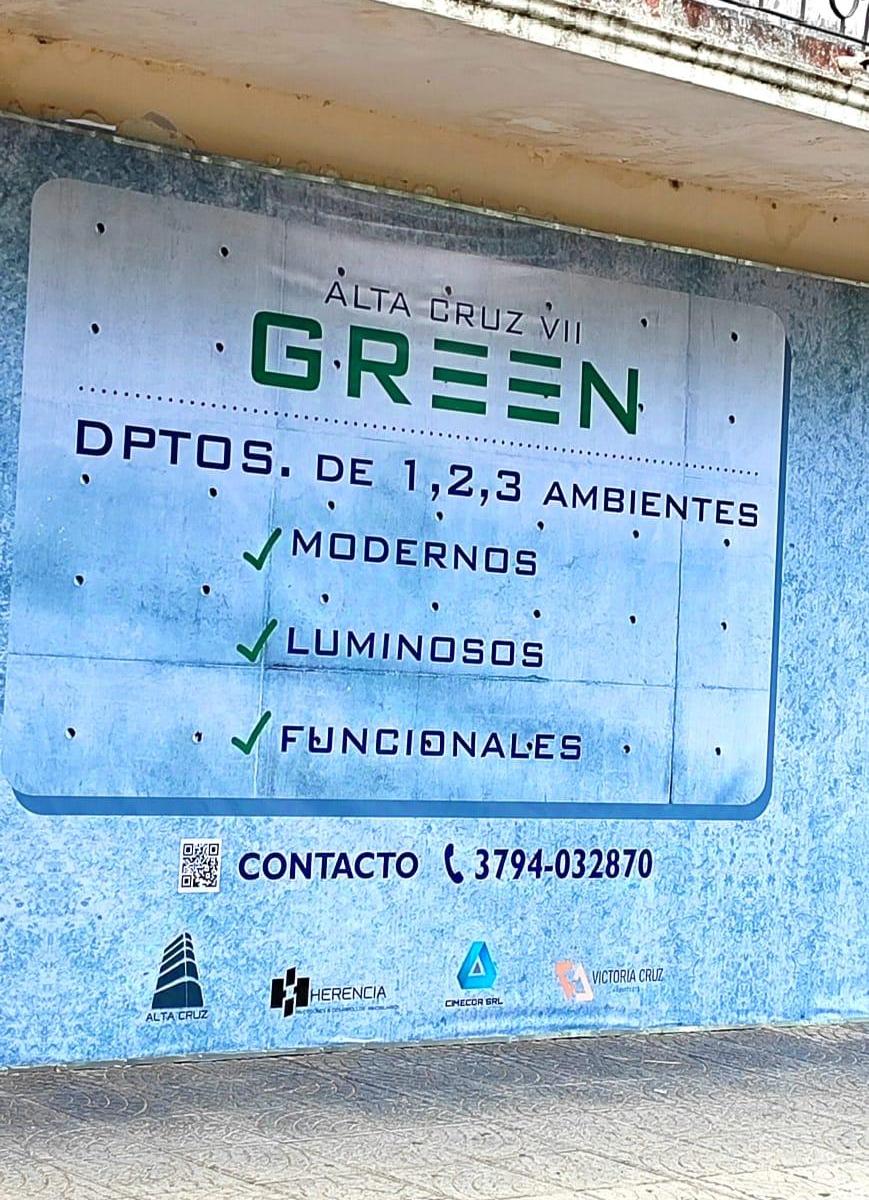 ALTA CRUZ VII
GREEN
DPTOS. DE 1,2,3 AMBIENTES
MODERNOS
LUMINOSOS
FUNCIONALES
CONTACTO 3794-032870
ALTA CRUZ
HERENCIA
CIMECOR SRL
VICTORIA CRUZ